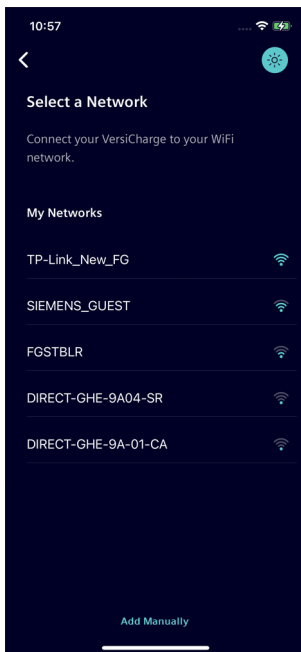 10:57
Select a Network
Connect your VersiCharge to your WiFi
network.
My Networks
TP-Link_New_FG
SIEMENS_GUEST
FGSTBLR
DIRECT-GHE-9A04-SR
DIRECT-GHE-9A-01-CA
Add Manually